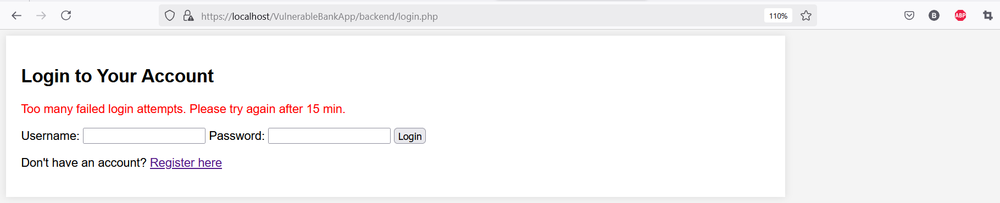 https://localhost/VulnerableBankApp/backend/login.php 110% B ABP
Login to Your Account
Too many failed login attempts. Please try again after 15 min.
Username: Password: Login
Don't have an account? Register here